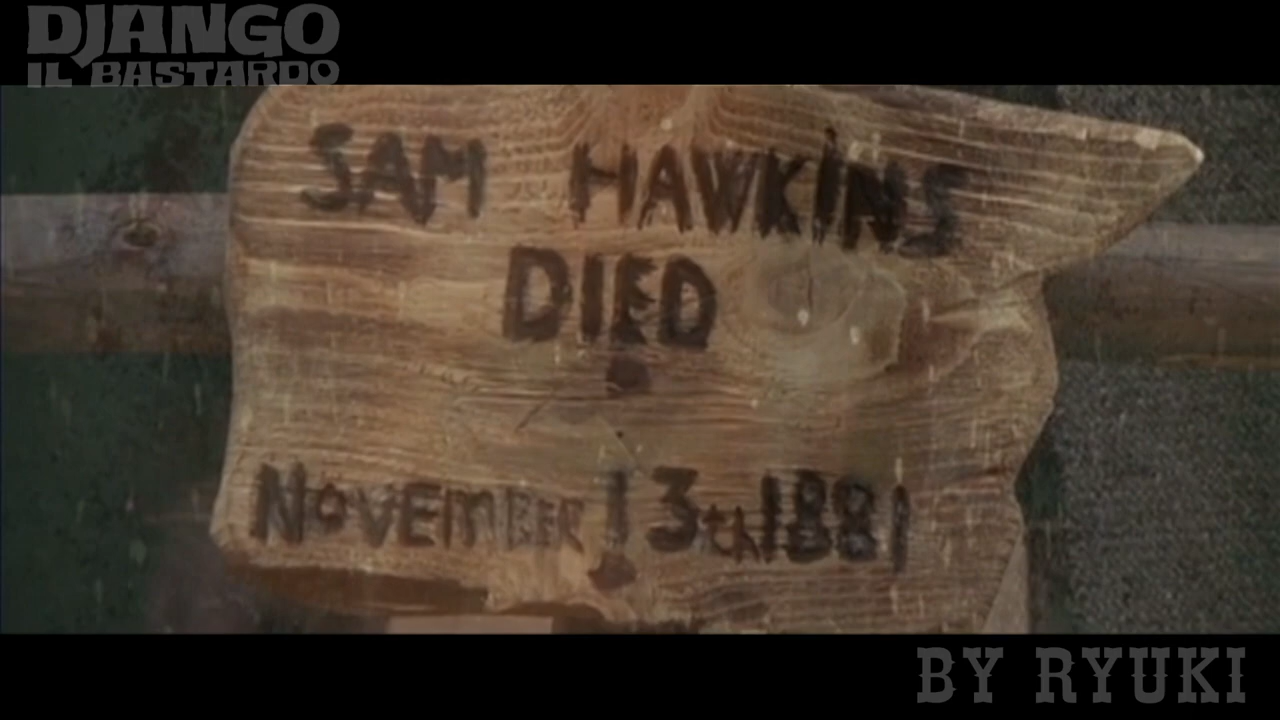 DJANGO
IL BASTARDO
SAM HAWKINS
DIED
NOVEMBER 13th 1881
BY RYUKI